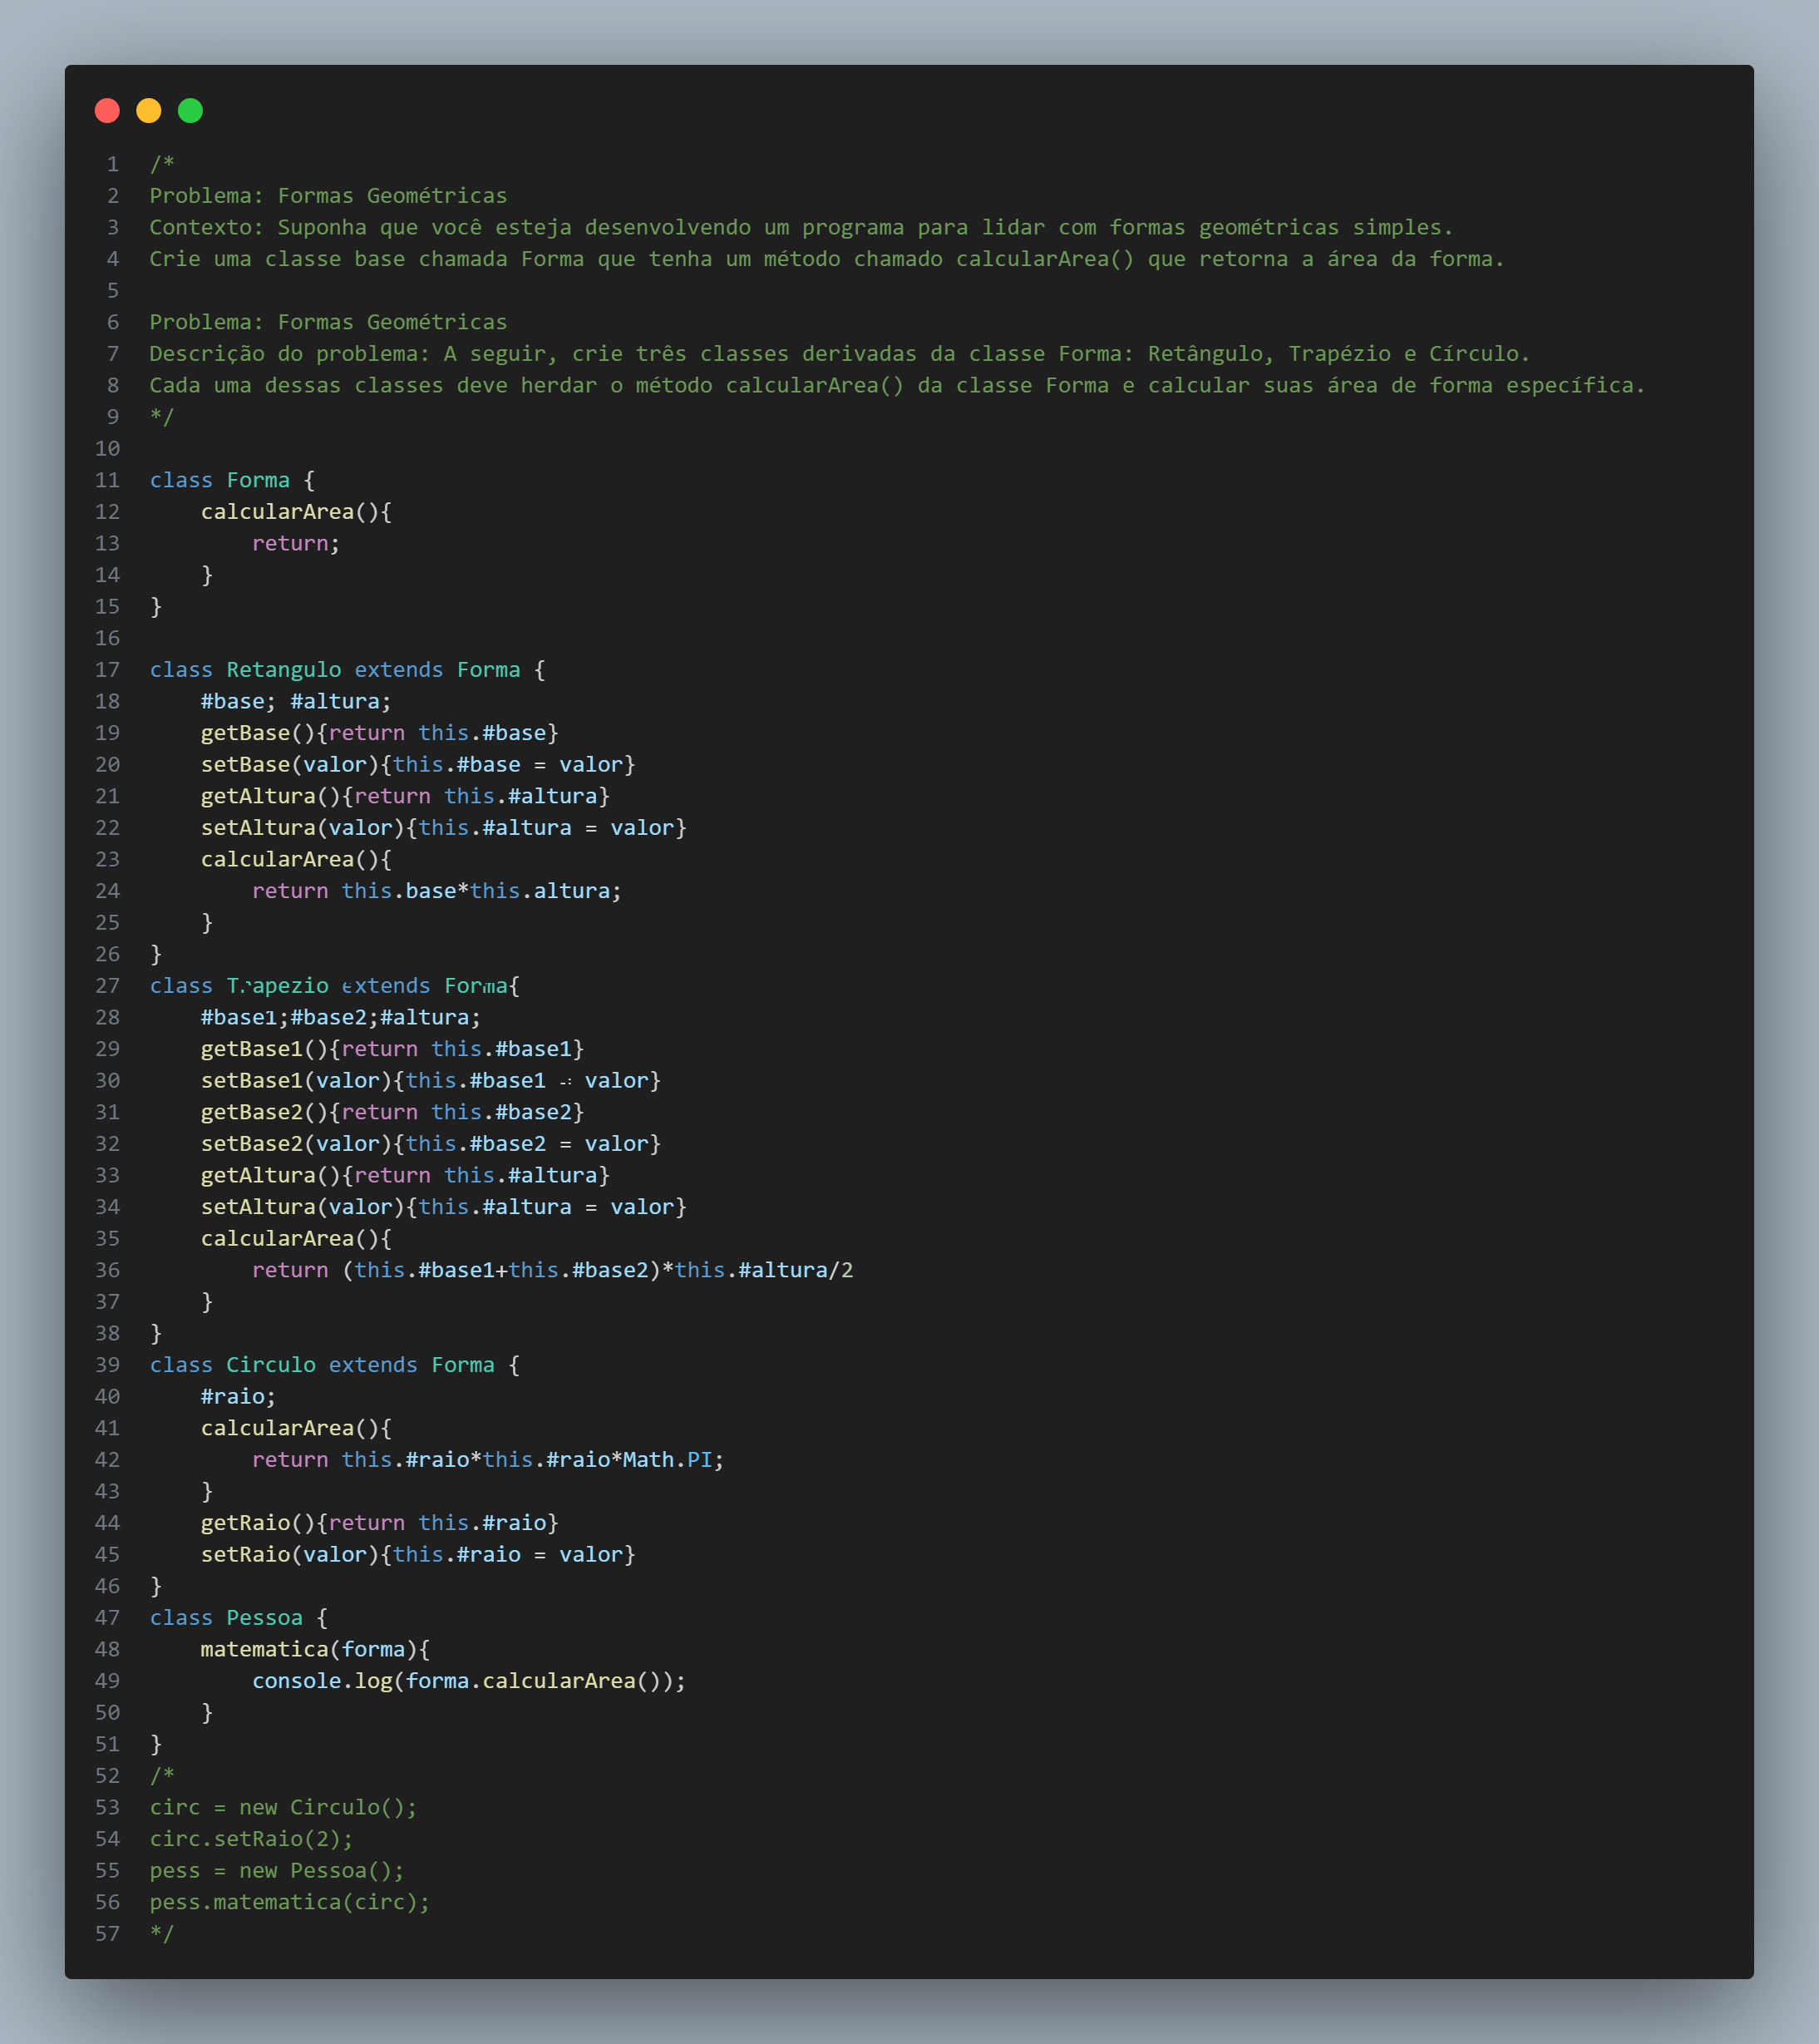 1 /*
2 Problema: Formas Geométricas
3 Contexto: Suponha que você esteja desenvolvendo um programa para lidar com formas geométricas simples.
4 Crie uma classe base chamada Forma que tenha um método chamado calcularArea() que retorna a área da forma.
5
6 Problema: Formas Geométricas
7 Descrição do problema: A seguir, crie três classes derivadas da classe Forma: Retângulo, Trapézio e Círculo.
8 Cada uma dessas classes deve herdar o método calcularArea() da classe Forma e calcular suas área de forma específica.
9 */
10
11 class Forma {
12     calcularArea(){
13         return;
14     }
15 }
16
17 class Retangulo extends Forma {
18     #base; #altura;
19     getBase(){return this.#base}
20     setBase(valor){this.#base = valor}
21     getAltura(){return this.#altura}
22     setAltura(valor){this.#altura = valor}
23     calcularArea(){
24         return this.base*this.altura;
25     }
26 }
27 class Trapezio extends Forma{
28     #base1;#base2;#altura;
29     getBase1(){return this.#base1}
30     setBase1(valor){this.#base1 = valor}
31     getBase2(){return this.#base2}
32     setBase2(valor){this.#base2 = valor}
33     getAltura(){return this.#altura}
34     setAltura(valor){this.#altura = valor}
35     calcularArea(){
36         return (this.#base1+this.#base2)*this.#altura/2
37     }
38 }
39 class Circulo extends Forma {
40     #raio;
41     calcularArea(){
42         return this.#raio*this.#raio*Math.PI;
43     }
44     getRaio(){return this.#raio}
45     setRaio(valor){this.#raio = valor}
46 }
47 class Pessoa {
48     matematica(forma){
49         console.log(forma.calcularArea());
50     }
51 }
52 /*
53 circ = new Circulo();
54 circ.setRaio(2);
55 pess = new Pessoa();
56 pess.matematica(circ);
57 */